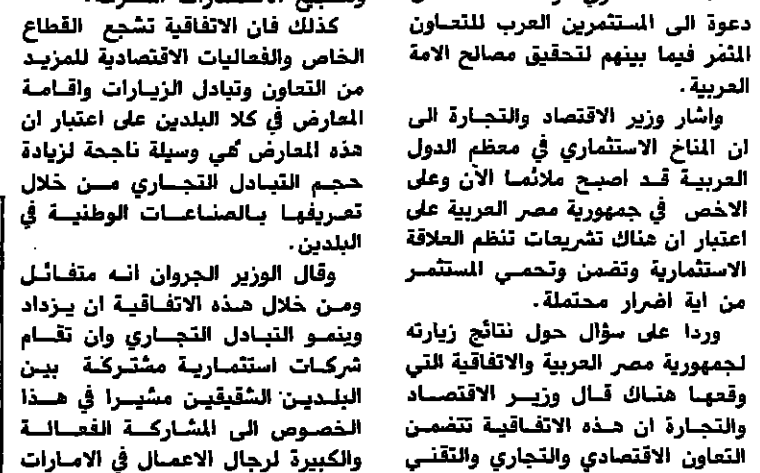 دعوة الى المستثمرين العرب للتعاون
المثمر فيما بينهم لتحقيق مصالح الامة
العربية .
واشار وزير الاقتصاد والتجارة الى
ان المناخ الاستثماري في معظم الدول
العربية قد اصبح ملائما الآن وعلى
الاخص في جمهورية مصر العربية على
اعتبار ان هناك تشريعات تنظم العلاقة
الاستثمارية وتضمن وتحمي المستثمر
من اية اضرار محتملة .
وردا على سؤال حول نتائج زيارته
لجمهورية مصر العربية والاتفاقية التي
وقعها هناك قال وزير الاقتصاد
والتجارة ان هذه الاتفاقية تتضمن
التعاون الاقتصادي والتجاري والتقني
كذلك فان الاتفاقية تشجع القطاع
الخاص والفعاليات الاقتصادية للمزيد
من التعاون وتبادل الزيارات واقامة
المعارض في كلا البلدين على اعتبار ان
هذه المعارض هي وسيلة ناجحة لزيادة
حجم التبادل التجاري من خلال
تعريفها بالصناعات الوطنية في
البلدين .
وقال الوزير الجروان انه متفائل
ومن خلال هذه الاتفاقية ان يزداد
وينمو التبادل التجاري وان تقام
شركات استثمارية مشتركة بين
البلدين الشقيقين مشيرا في هذا
الخصوص الى المشاركة الفعالة
والكبيرة لرجال الاعمال في الامارات